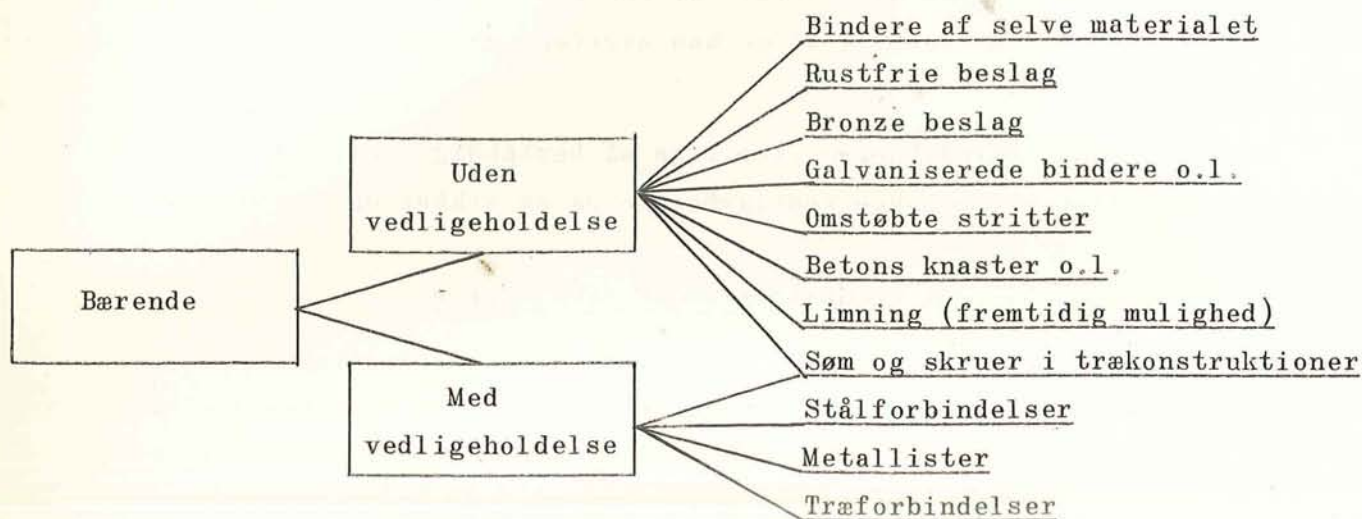 Bindere af selve materialet
Rustfrie beslag
Bronze beslag
Uden
vedligeholdelse
Galvaniserede bindere o.l.
Omstøbte stritter
Betons knaster o.l.
Bærende
Limning (fremtidig mulighed)
Søm og skruer i trækonstruktioner
Med
vedligeholdelse
Stålforbindelser
Metallister
Træforbindelser